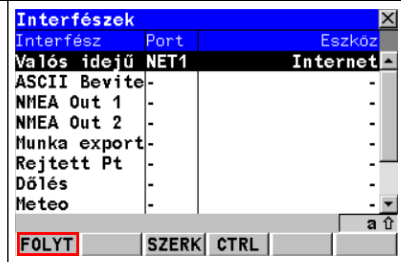 Interfészek
Interfész Port Eszköz
Valós idejű NET1 Internet
ASCII Bevite - -
NMEA Out 1 - -
NMEA Out 2 - -
Munka export - -
Rejtett Pt - -
Dőlés - -
Meteo - -
a
FOLYT SZERK CTRL